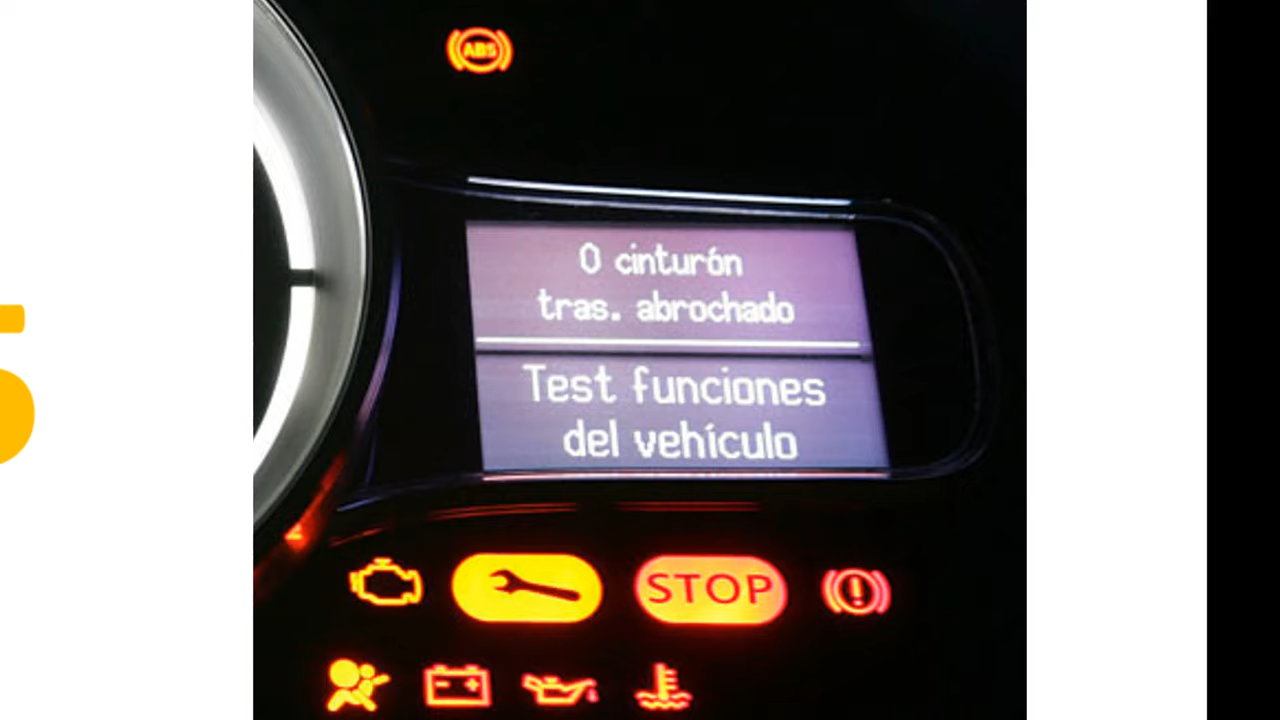 ABS
0 cinturón
tras. abrochado
Test funciones
del vehículo
STOP